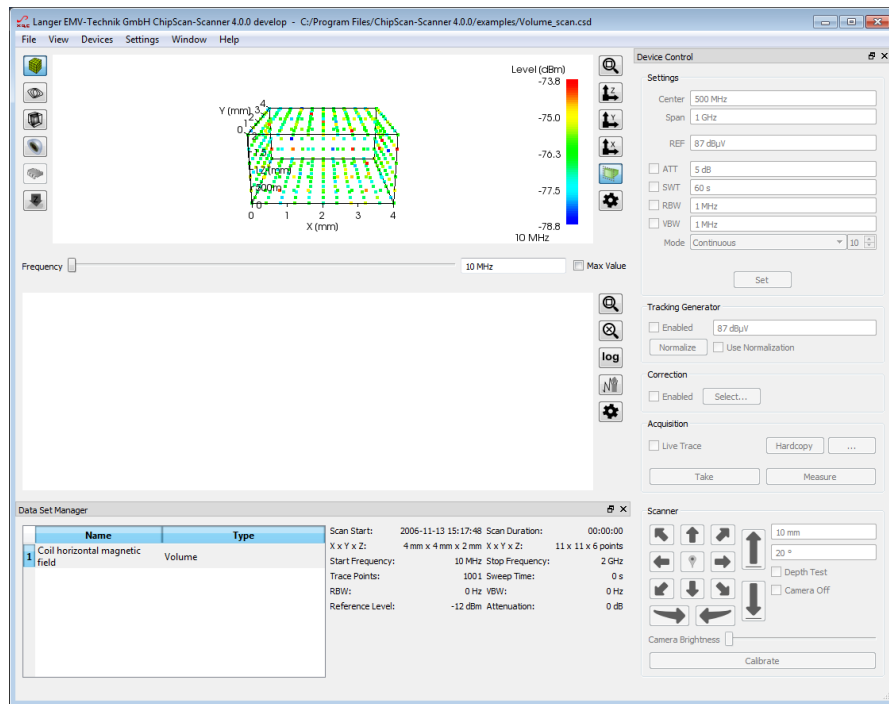 Langer EMV-Technik GmbH ChipScan-Scanner 4.0.0 develop - C:/Program Files/ChipScan-Scanner 4.0.0/examples/Volume_scan.csd
File View Devices Settings Window Help
Level (dBm)
-73.8
-75.0
-76.3
-77.5
-78.8
10 MHz
Y (mm)
X (mm)
0 1 2 3 4
Z
Y
X
Frequency 10 MHz Max Value
log
Data Set Manager
Name Type
1 Coil horizontal magnetic field Volume
Scan Start: 2006-11-13 15:17:48 Scan Duration: 00:00:00
X x Y x Z: 4 mm x 4 mm x 2 mm X x Y x Z: 11 x 11 x 6 points
Start Frequency: 10 MHz Stop Frequency: 2 GHz
Trace Points: 1001 Sweep Time: 0 s
RBW: 0 Hz VBW: 0 Hz
Reference Level: -12 dBm Attenuation: 0 dB
Device Control
Settings
Center 500 MHz
Span 1 GHz
REF 87 dBµV
ATT 5 dB
SWT 60 s
RBW 1 MHz
VBW 1 MHz
Mode Continuous 10
Set
Tracking Generator
Enabled 87 dBµV
Normalize Use Normalization
Correction
Enabled Select...
Acquisition
Live Trace Hardcopy ...
Take Measure
Scanner
10 mm
20 °
Depth Test
Camera Off
Camera Brightness
Calibrate